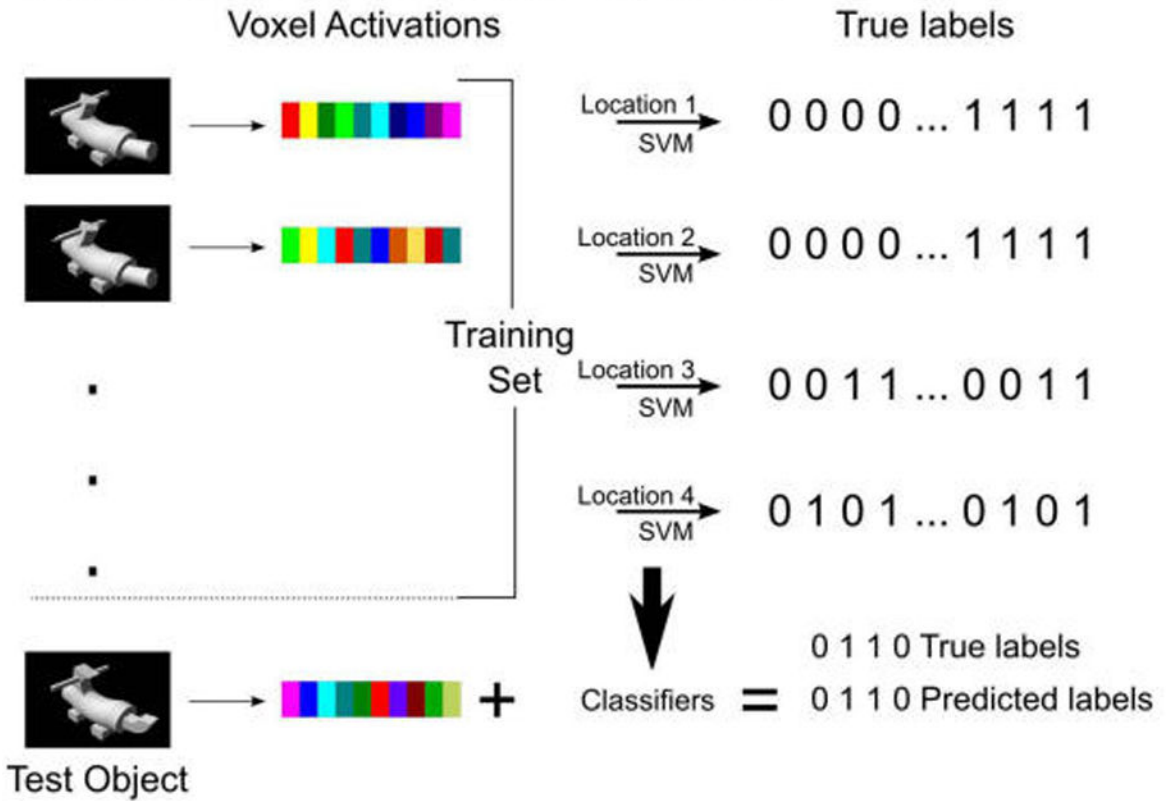 Voxel Activations
True labels
Location 1
SVM
0 0 0 0 ... 1 1 1 1
Location 2
SVM
0 0 0 0 ... 1 1 1 1
Training
Set
Location 3
SVM
0 0 1 1 ... 0 0 1 1
Location 4
SVM
0 1 0 1 ... 0 1 0 1
0 1 1 0 True labels
+ Classifiers = 0 1 1 0 Predicted labels
Test Object